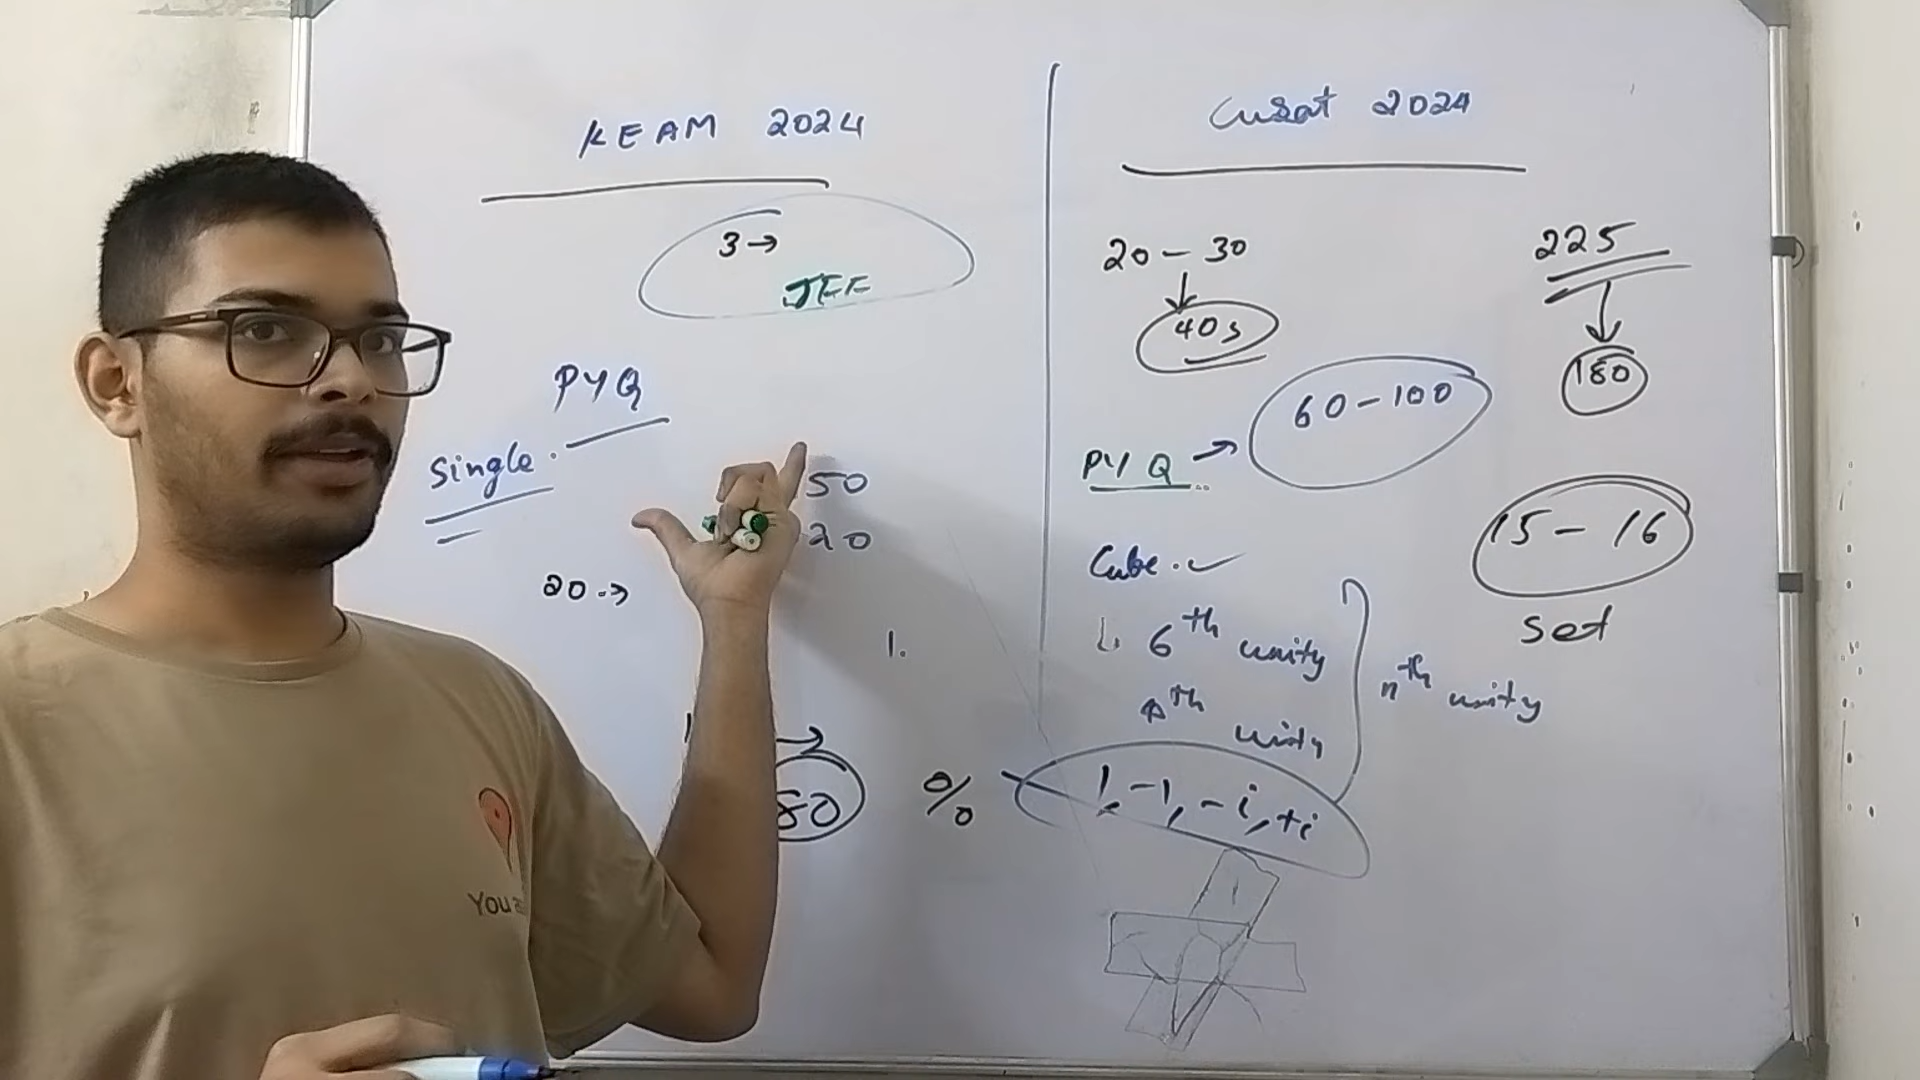 KEAM 2024
3→
JEE
PYQ
Single.
50
20
20.→
1.
80
%
Cusat 2024
20 - 30
40s
225
180
60-100
PYQ →
15 - 16
Set
Cube.✓
6th unity
nth unity
nth unity
1, -1, -i, +i
You